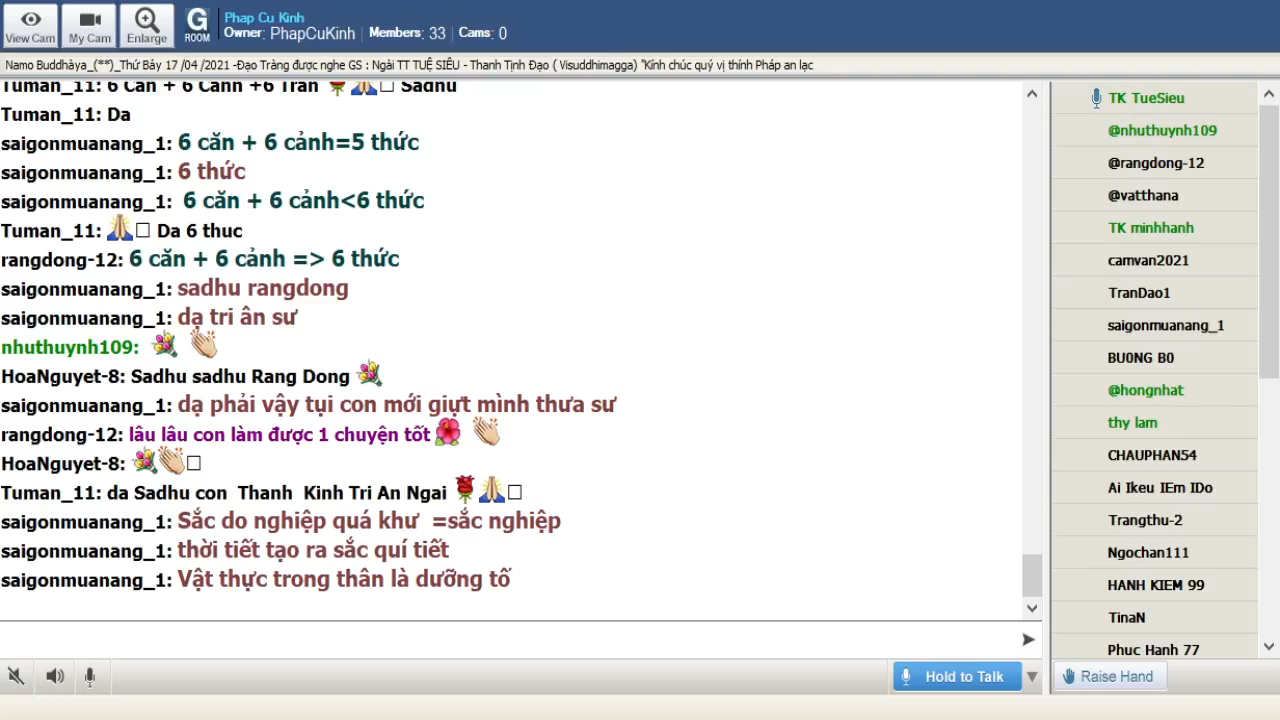 View Cam
My Cam
Enlarge
G ROOM
Phap Cu Kinh
Owner: PhapCuKinh | Members: 33 | Cams: 0
Namo Buddhàya_(**)_Thứ Bảy 17 /04 /2021 -Đạo Tràng được nghe GS : Ngài TT TUỆ SIÊU - Thanh Tịnh Đạo ( Visuddhimagga) "Kính chúc quý vị thính Pháp an lạc
Tuman_11: 6 Căn + 6 Canh +6 Trân Sadhu
Tuman_11: Da
saigonmuanang_1: 6 căn + 6 cảnh=5 thức
saigonmuanang_1: 6 thức
saigonmuanang_1: 6 căn + 6 cảnh<6 thức
Tuman_11: Da 6 thuc
rangdong-12: 6 căn + 6 cảnh => 6 thức
saigonmuanang_1: sadhu rangdong
saigonmuanang_1: dạ tri ân sư
nhuthuynh109:
HoaNguyet-8: Sadhu sadhu Rang Dong
saigonmuanang_1: dạ phải vậy tụi con mới giựt mình thưa sư
rangdong-12: lâu lâu con làm được 1 chuyện tốt
HoaNguyet-8:
Tuman_11: da Sadhu con Thanh Kinh Tri An Ngai
saigonmuanang_1: Sắc do nghiệp quá khư =sắc nghiệp
saigonmuanang_1: thời tiết tạo ra sắc quí tiết
saigonmuanang_1: Vật thực trong thân là dưỡng tố
TK TueSieu
@nhuthuynh109
@rangdong-12
@vatthana
TK minhhanh
camvan2021
TranDao1
saigonmuanang_1
BU0NG B0
@hongnhat
thy lam
CHAUPHAN54
Ai Ikeu IEm IDo
Trangthu-2
Ngochan111
HANH KIEM 99
TinaN
Phuc Hanh 77
Hold to Talk
Raise Hand